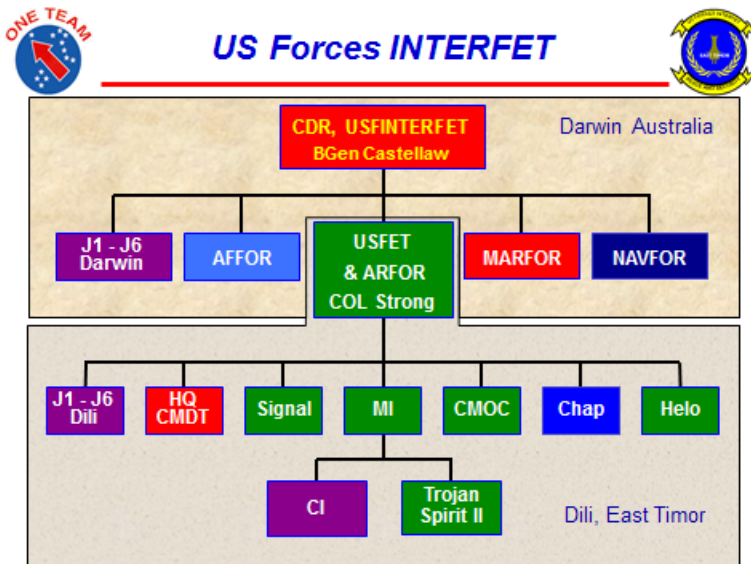 ONE TEAM
US Forces INTERFET
EAST TIMOR
CDR, USFINTERFET
BGen Castellaw
Darwin Australia
J1 - J6
Darwin
AFFOR
USFET
& ARFOR
COL Strong
MARFOR
NAVFOR
J1 - J6
Dili
HQ
CMDT
Signal
MI
CMOC
Chap
Helo
CI
Trojan
Spirit II
Dili, East Timor